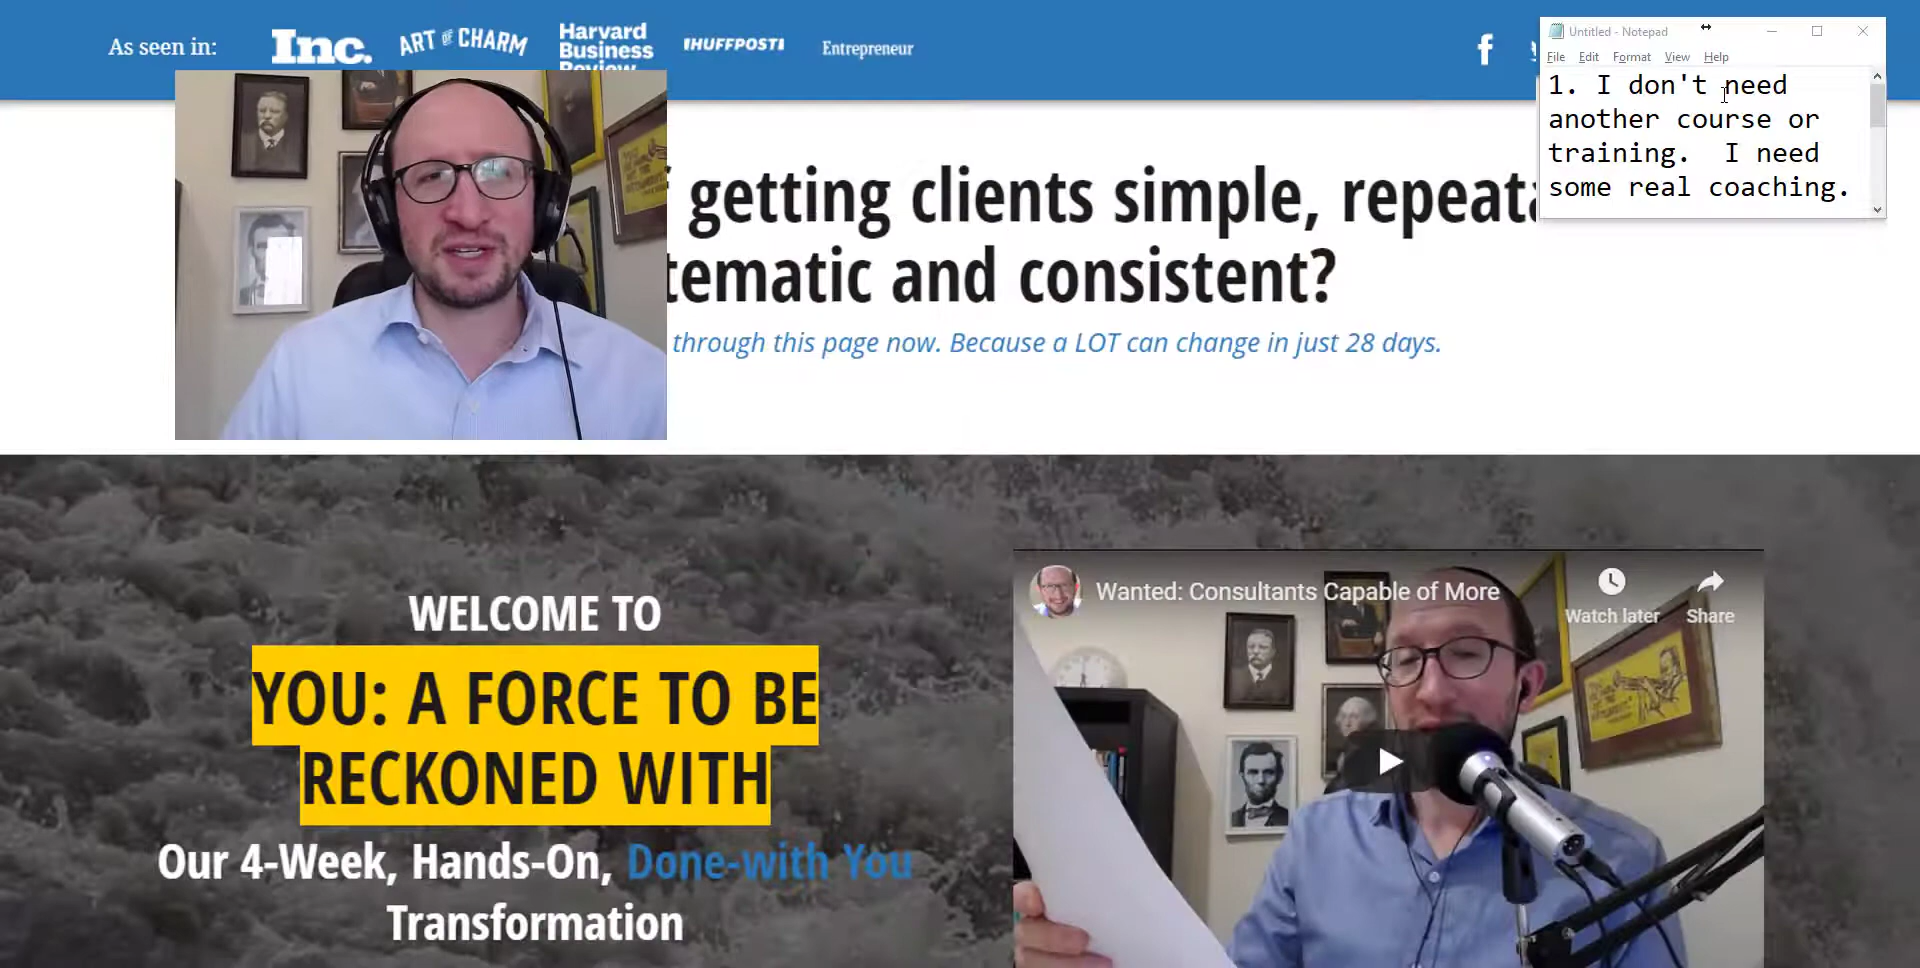 As seen in:
Inc.
ART OF CHARM
Harvard
Business
Review
HUFFPOST
Entrepreneur
Untitled - Notepad
File Edit Format View Help
1. I don't need
another course or
training.  I need
some real coaching.
getting clients simple,
tematic and consistent?
through this page now. Because a LOT can change in just 28 days.
WELCOME TO
YOU: A FORCE TO BE
RECKONED WITH
Our 4-Week, Hands-On, Done-with You
Transformation
Wanted: Consultants Capable of More
Watch later
Share